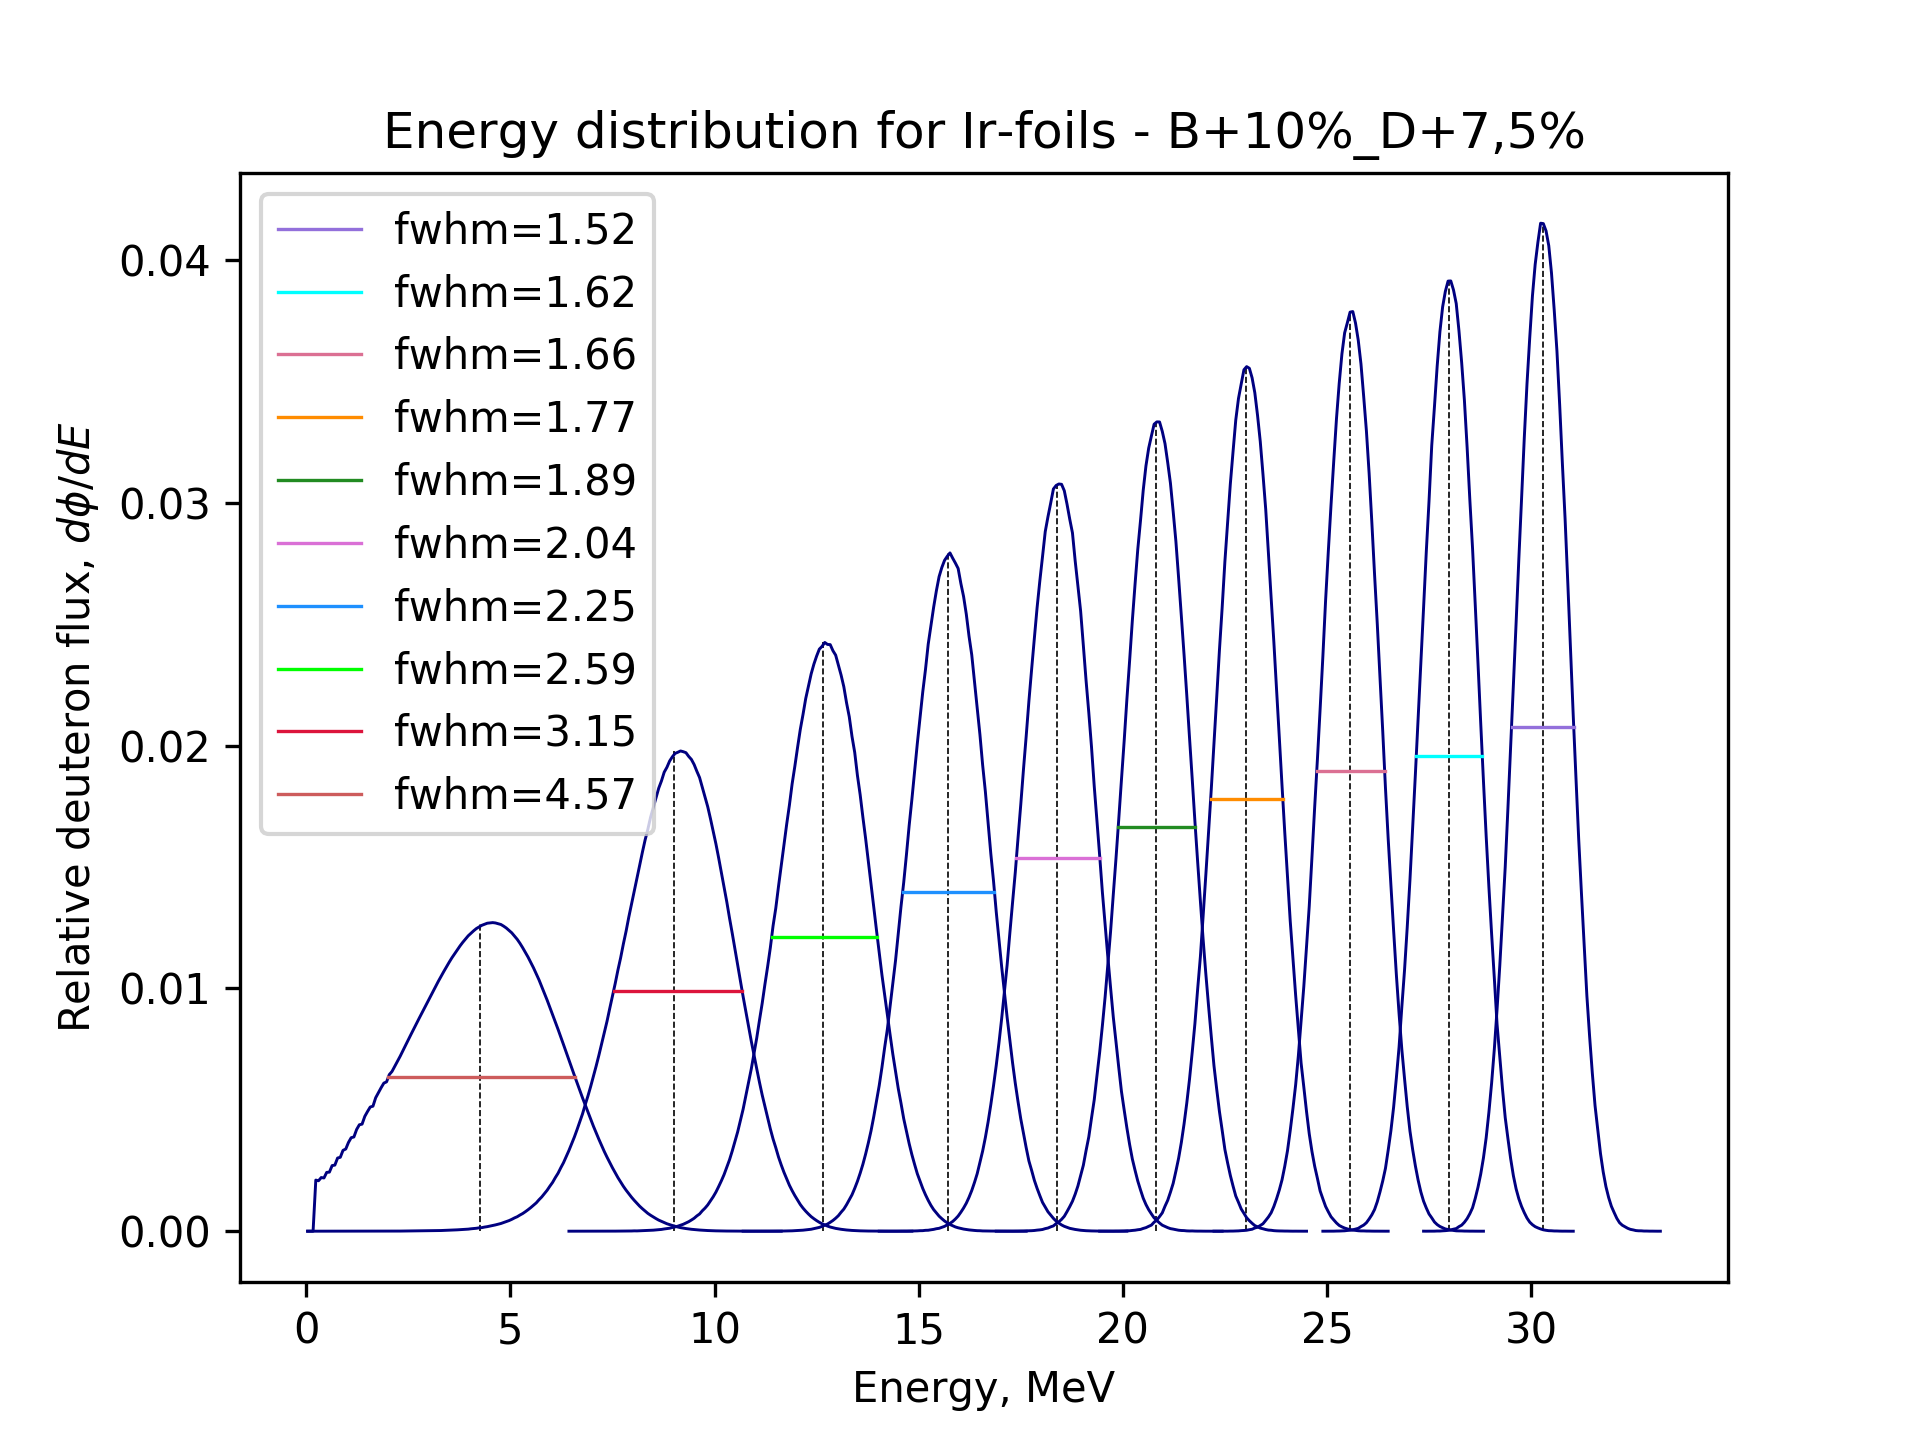 Energy distribution for Ir-foils - B+10%_D+7,5%
fwhm=1.52
fwhm=1.62
fwhm=1.66
fwhm=1.77
fwhm=1.89
fwhm=2.04
fwhm=2.25
fwhm=2.59
fwhm=3.15
fwhm=4.57
Relative deuteron flux, dϕ/dE
0.04
0.03
0.02
0.01
0.00
0 5 10 15 20 25 30
Energy, MeV